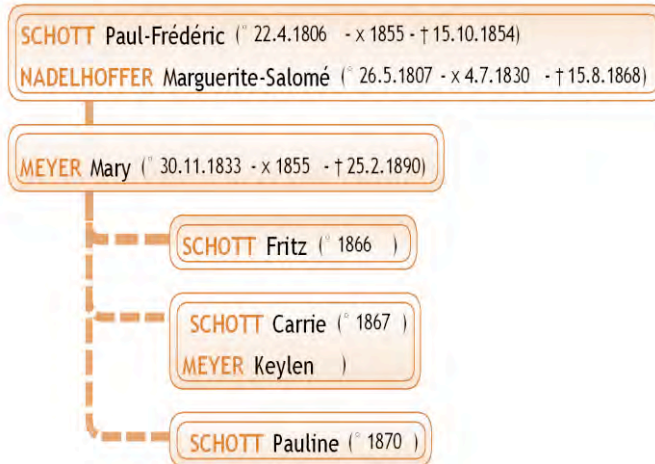 SCHOTT Paul-Frédéric (° 22.4.1806 - x 1855 - † 15.10.1854)
NADELHOFFER Marguerite-Salomé (° 26.5.1807 - x 4.7.1830 - † 15.8.1868)
MEYER Mary (° 30.11.1833 - x 1855 - † 25.2.1890)
SCHOTT Fritz (° 1866 )
SCHOTT Carrie (° 1867 )
MEYER Keylen )
SCHOTT Pauline (° 1870 )